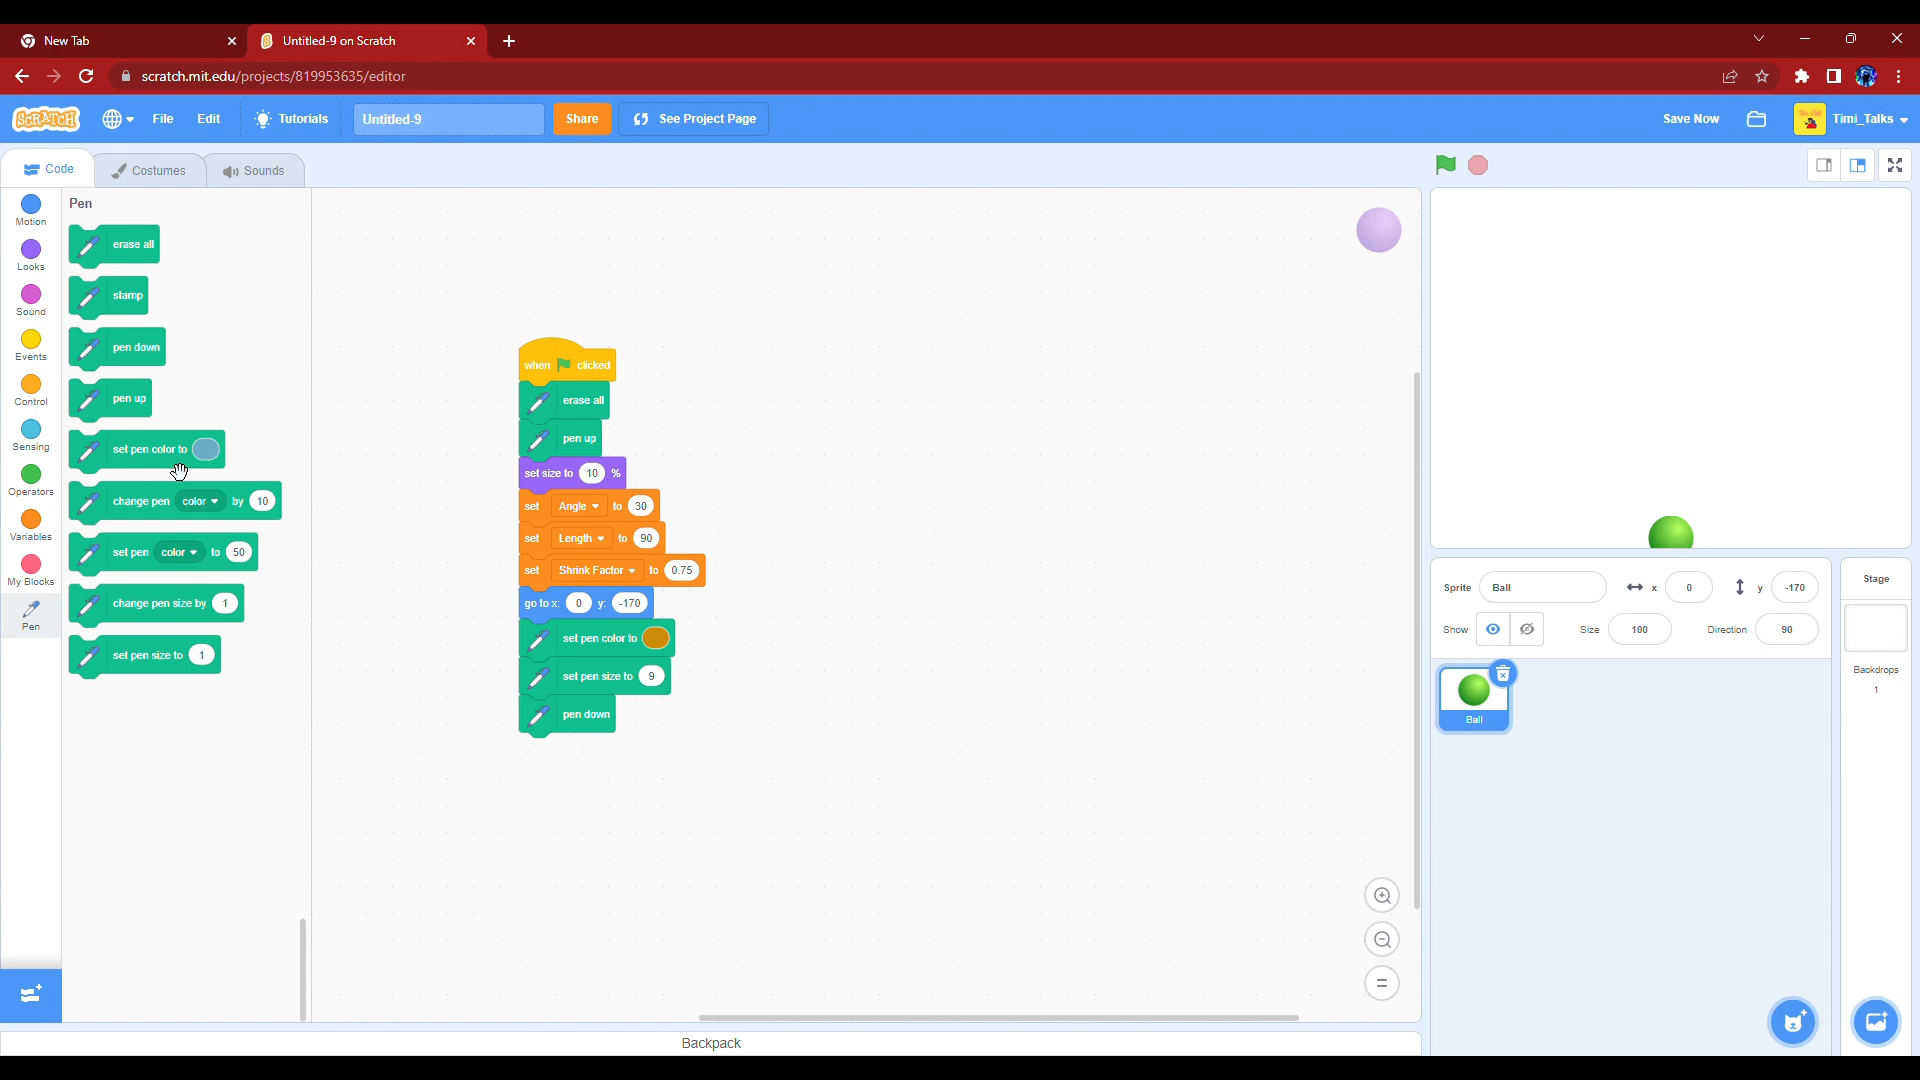 New Tab
Untitled-9 on Scratch
scratch.mit.edu/projects/819953635/editor
SCRATCH
File
Edit
Tutorials
Untitled-9
Share
See Project Page
Save Now
Timi_Talks
Code
Costumes
Sounds
Motion
Looks
Sound
Events
Control
Sensing
Operators
Variables
My Blocks
Pen
Pen
erase all
stamp
pen down
pen up
set pen color to
change pen color by 10
set pen color to 50
change pen size by 1
set pen size to 1
when clicked
erase all
pen up
set size to 10 %
set Angle to 30
set Length to 90
set Shrink Factor to 0.75
go to x: 0 y: -170
set pen color to
set pen size to 9
pen down
Sprite Ball x 0 y -170
Show Size 100 Direction 90
Ball
Stage
Backdrops
1
Backpack